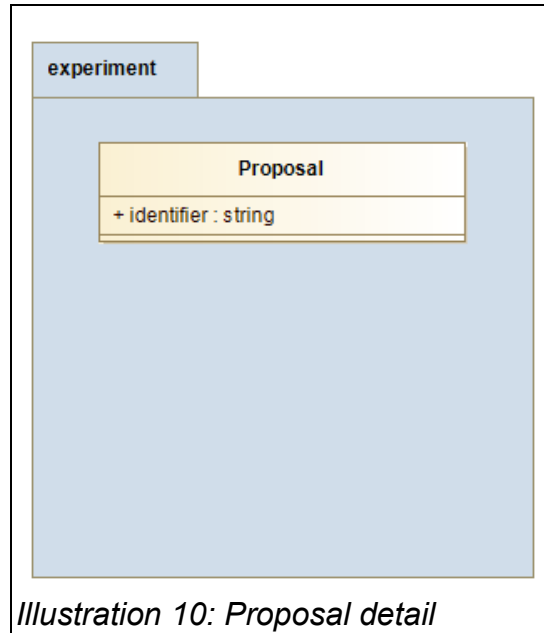 experiment
Proposal
+ identifier : string
Illustration 10: Proposal detail